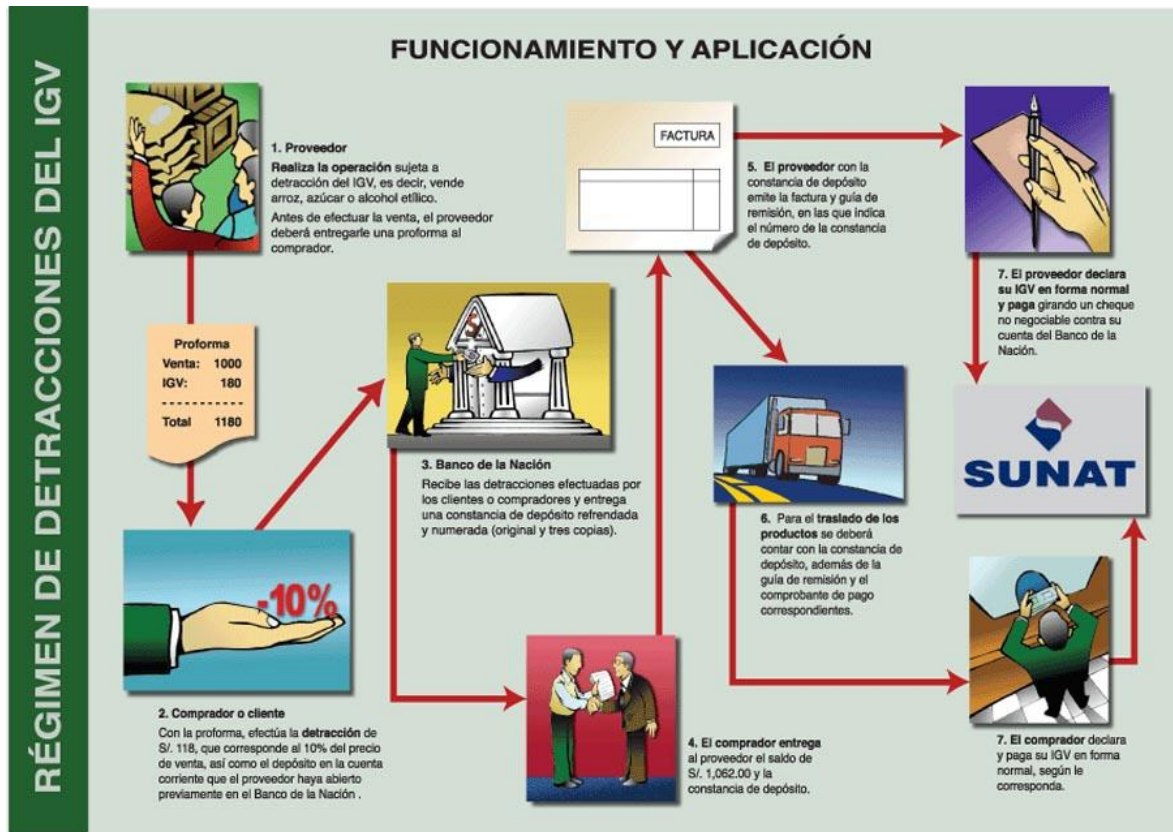 RÉGIMEN DE DETRACCIONES DEL IGV
FUNCIONAMIENTO Y APLICACIÓN
1. Proveedor
Realiza la operación sujeta a
detracción del IGV, es decir, vende
arroz, azúcar o alcohol etílico.
Antes de efectuar la venta, el proveedor
deberá entregarle una proforma al
comprador.
Proforma
Venta: 1000
IGV: 180
Total 1180
-10%
2. Comprador o cliente
Con la proforma, efectúa la detracción de
S/. 118, que corresponde al 10% del precio
de venta, así como el depósito en la cuenta
corriente que el proveedor haya abierto
previamente en el Banco de la Nación .
$
3. Banco de la Nación
Recibe las detracciones efectuadas por
los clientes o compradores y entrega
una constancia de depósito refrendada
y numerada (original y tres copias).
4. El comprador entrega
al proveedor el saldo de
S/. 1,062.00 y la
constancia de depósito.
FACTURA
5. El proveedor con la
constancia de depósito
emite la factura y guía de
remisión, en las que indica
el número de la constancia
de depósito.
6. Para el traslado de los
productos se deberá
contar con la constancia de
depósito, además de la
guía de remisión y el
comprobante de pago
correspondientes.
7. El proveedor declara
su IGV en forma normal
y paga girando un cheque
no negociable contra su
cuenta del Banco de la
Nación.
SUNAT
7. El comprador declara
y paga su IGV en forma
normal, según le
corresponda.